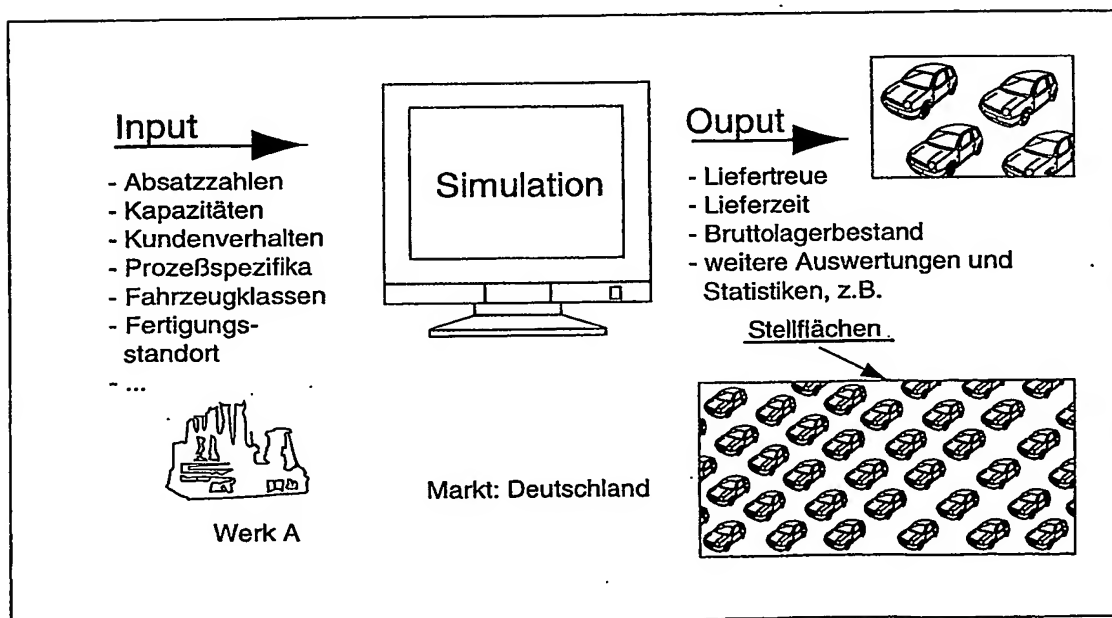 Input
- Absatzzahlen
- Kapazitäten
- Kundenverhalten
- Prozeßspezifika
- Fahrzeugklassen
- Fertigungs-
standort
- ...
Werk A
Simulation
Markt: Deutschland
Ouput
- Liefertreue
- Lieferzeit
- Bruttolagerbestand
- weitere Auswertungen und
Statistiken, z.B.
Stellflächen